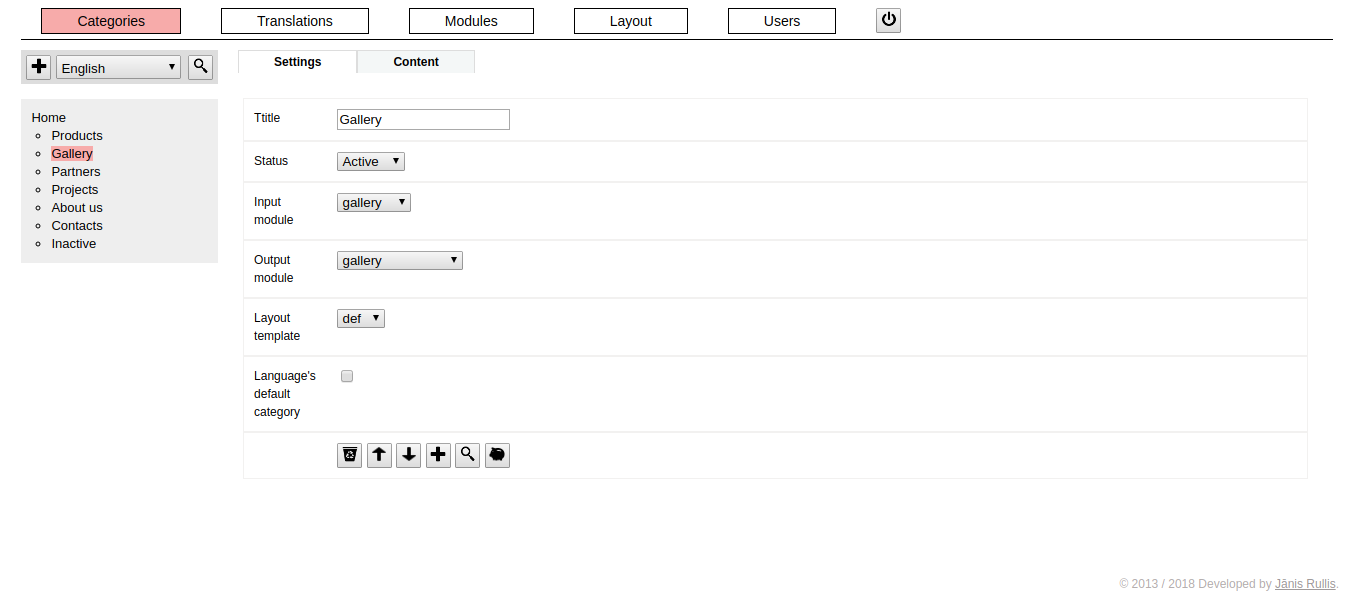 Categories Translations Modules Layout Users
English
Settings Content
Home
Products
Gallery
Partners
Projects
About us
Contacts
Inactive
Ttitle Gallery
Status Active
Input
module
gallery
Output
module
gallery
Layout
template
def
Language's
default
category
© 2013 / 2018 Developed by Jānis Rullis.